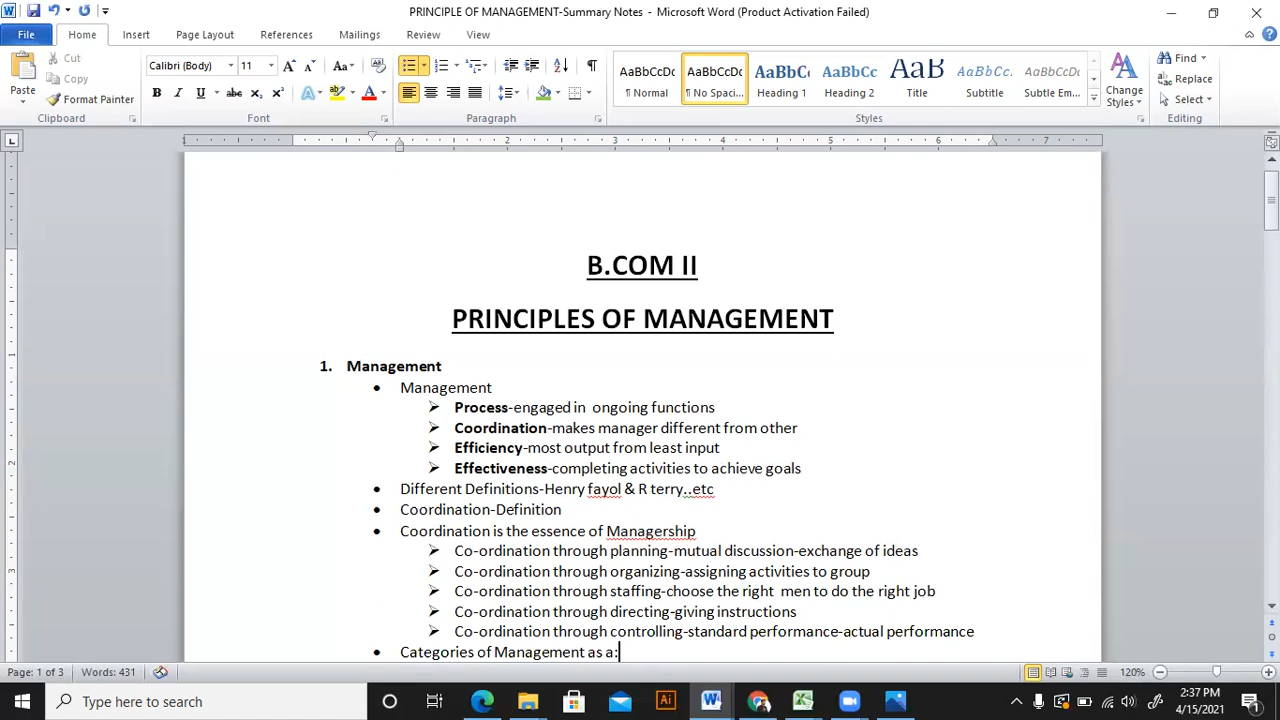 PRINCIPLE OF MANAGEMENT-Summary Notes - Microsoft Word (Product Activation Failed)
File Home Insert Page Layout References Mailings Review View
Cut
Copy
Format Painter
Paste
Clipboard
Calibri (Body) 11
Font
Paragraph
AaBbCcDc AaBbCcDc AaBbCc AaBbCc AaB AaBbCc. AaBbCcDc
¶ Normal ¶ No Spaci... Heading 1 Heading 2 Title Subtitle Subtle Em...
Change Styles
Styles
Find
Replace
Select
Editing
1 1 2 3 4 5 6 7
B.COM II
PRINCIPLES OF MANAGEMENT
1. Management
• Management
➢ Process-engaged in ongoing functions
➢ Coordination-makes manager different from other
➢ Efficiency-most output from least input
➢ Effectiveness-completing activities to achieve goals
• Different Definitions-Henry fayol & R terry..etc
• Coordination-Definition
• Coordination is the essence of Managership
➢ Co-ordination through planning-mutual discussion-exchange of ideas
➢ Co-ordination through organizing-assigning activities to group
➢ Co-ordination through staffing-choose the right men to do the right job
➢ Co-ordination through directing-giving instructions
➢ Co-ordination through controlling-standard performance-actual performance
• Categories of Management as a:
Page: 1 of 3 Words: 431 120%
Type here to search
2:37 PM
4/15/2021